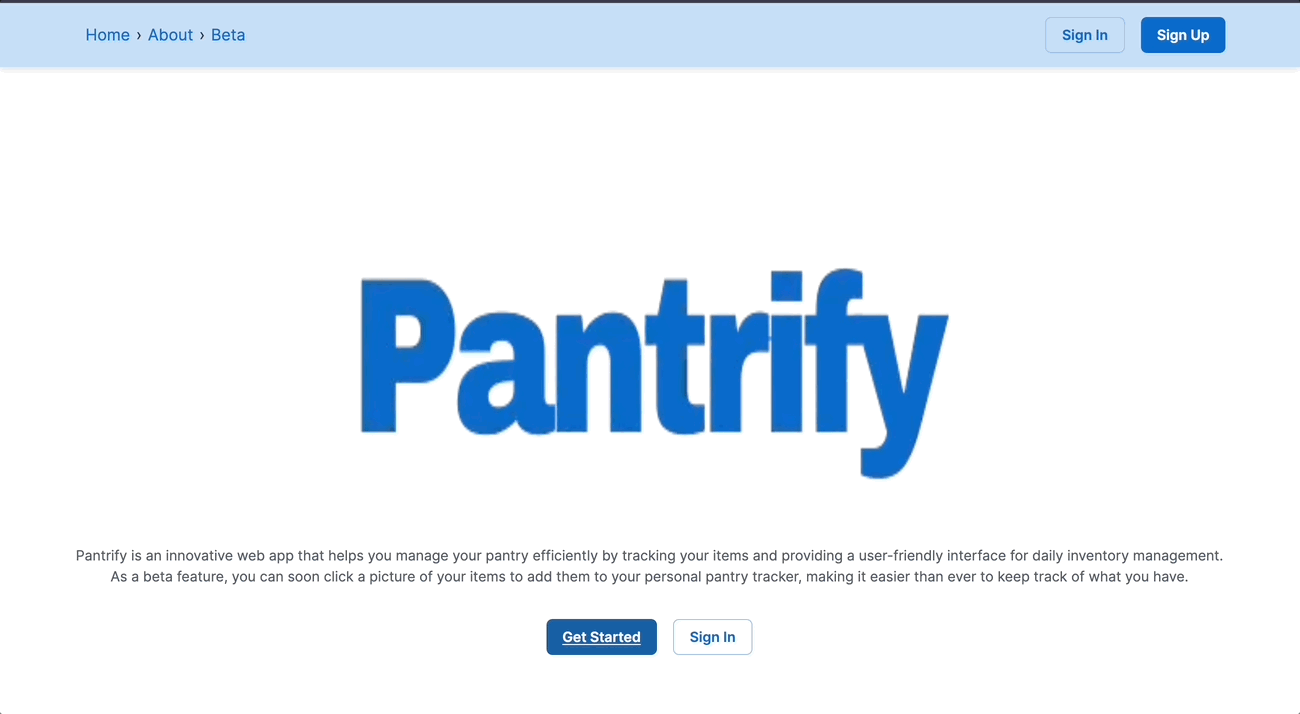 Home › About › Beta
Sign In
Sign Up
Pantrify
Pantrify is an innovative web app that helps you manage your pantry efficiently by tracking your items and providing a user-friendly interface for daily inventory management.
As a beta feature, you can soon click a picture of your items to add them to your personal pantry tracker, making it easier than ever to keep track of what you have.
Get Started
Sign In